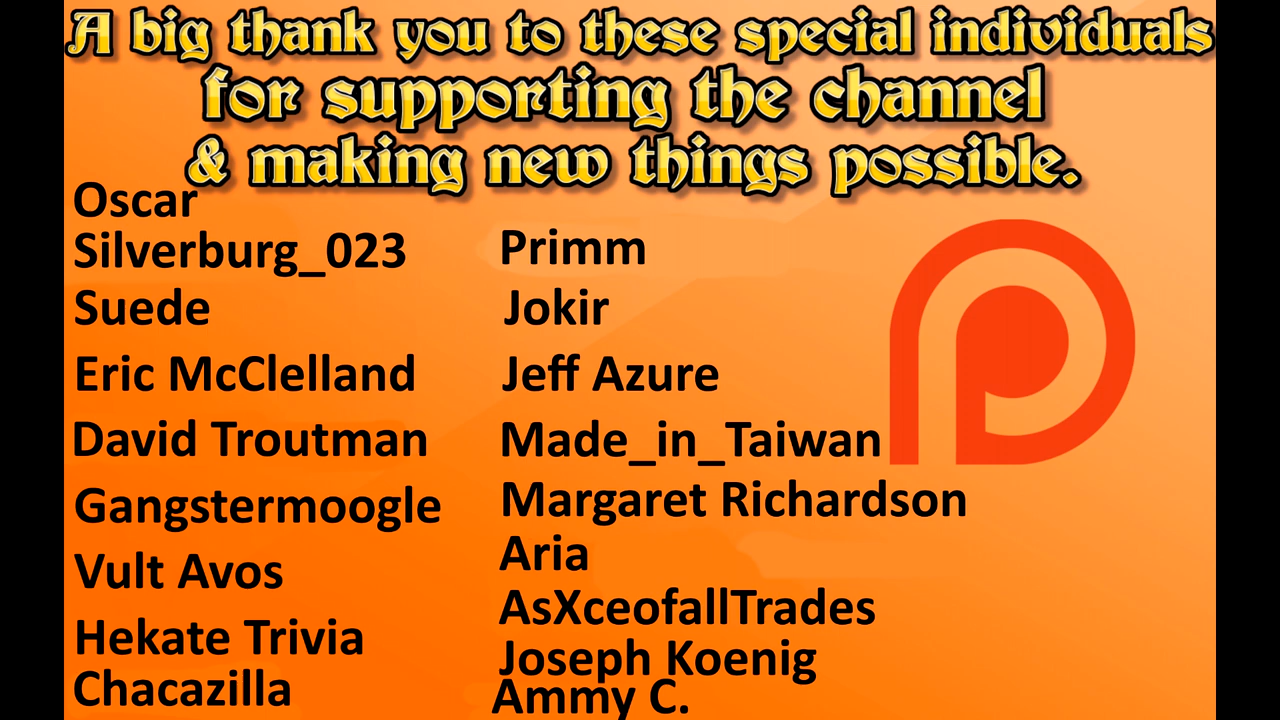 A big thank you to these special individuals
for supporting the channel
& making new things possible.
Oscar
Silverburg_023
Suede
Eric McClelland
David Troutman
Gangstermoogle
Vult Avos
Hekate Trivia
Chacazilla
Primm
Jokir
Jeff Azure
Made_in_Taiwan
Margaret Richardson
Aria
AsXceofallTrades
Joseph Koenig
Ammy C.